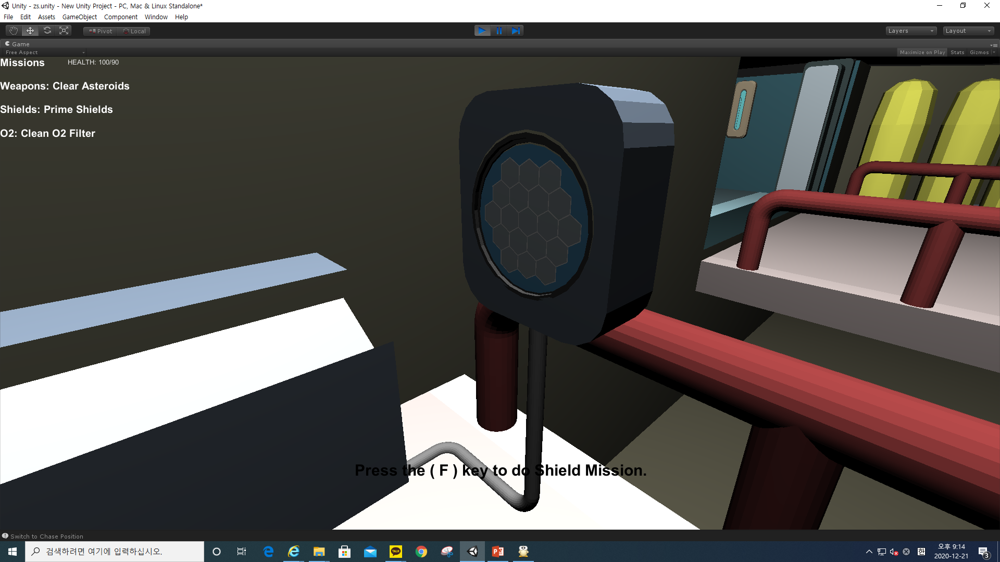 Unity - zs.unity - New Unity Project - PC, Mac & Linux Standalone*
File Edit Assets GameObject Component Window Help
Pivot Local Layers Layout
Game
Free Aspect Maximize on Play Stats Gizmos
Missions HEALTH: 100/90
Weapons: Clear Asteroids
Shields: Prime Shields
O2: Clean O2 Filter
Press the ( F ) key to do Shield Mission.
Switch to Chase Position
검색하려면 여기에 입력하십시오.
TALK
한
오후 9:14
2020-12-21
3